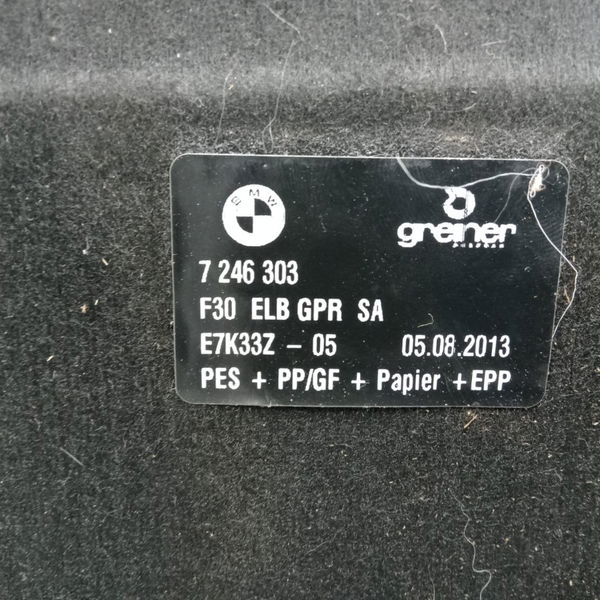 BMW
greiner
7 246 303
F30 ELB GPR SA
E7K33Z - 05 05.08.2013
PES + PP/GF + Papier + EPP